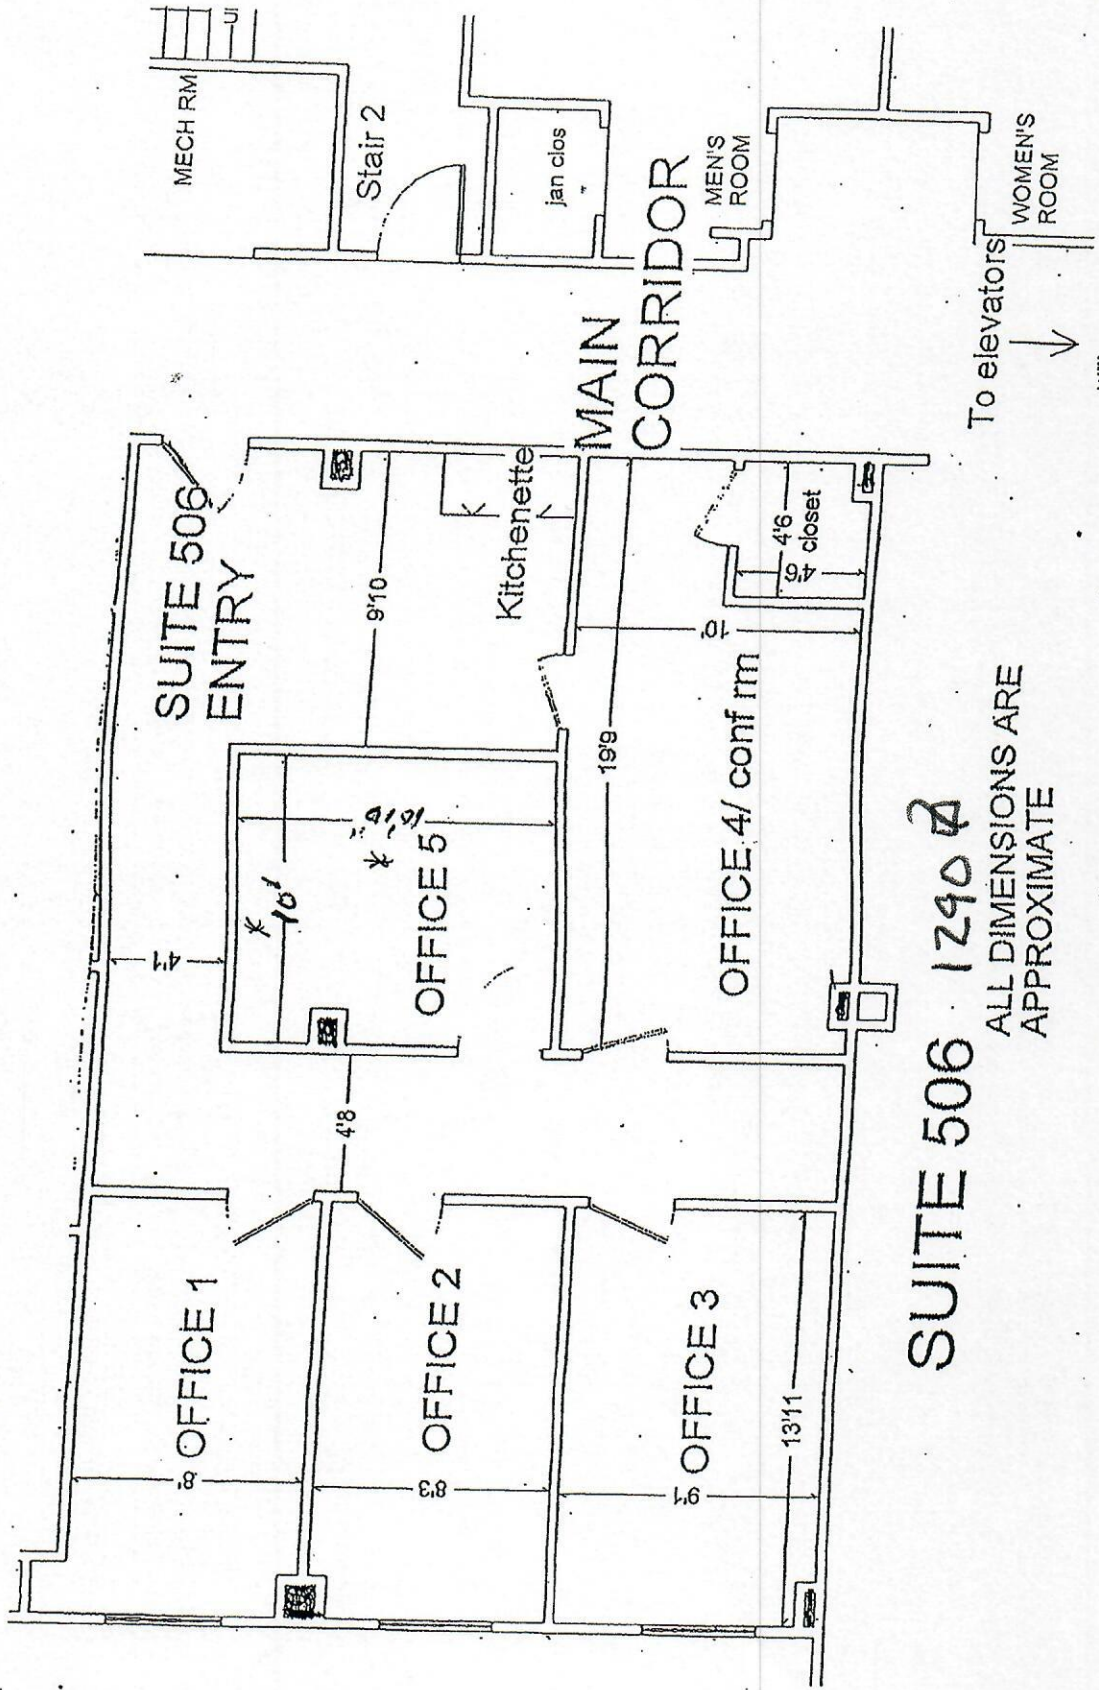 MECH RM
Stair 2
jan clos
MEN'S
ROOM
WOMEN'S
ROOM
MAIN
CORRIDOR
To elevators
SUITE 506
ENTRY
9'10
Kitchenette
4'6
closet
4'6
10'
19'9
OFFICE 4/ conf rm
4'1
* 10'
*
OFFICE 5
4'8
OFFICE 1
8'
OFFICE 2
8'3
OFFICE 3
9'1
13'11
SUITE 506 1290
ALL DIMENSIONS ARE
APPROXIMATE